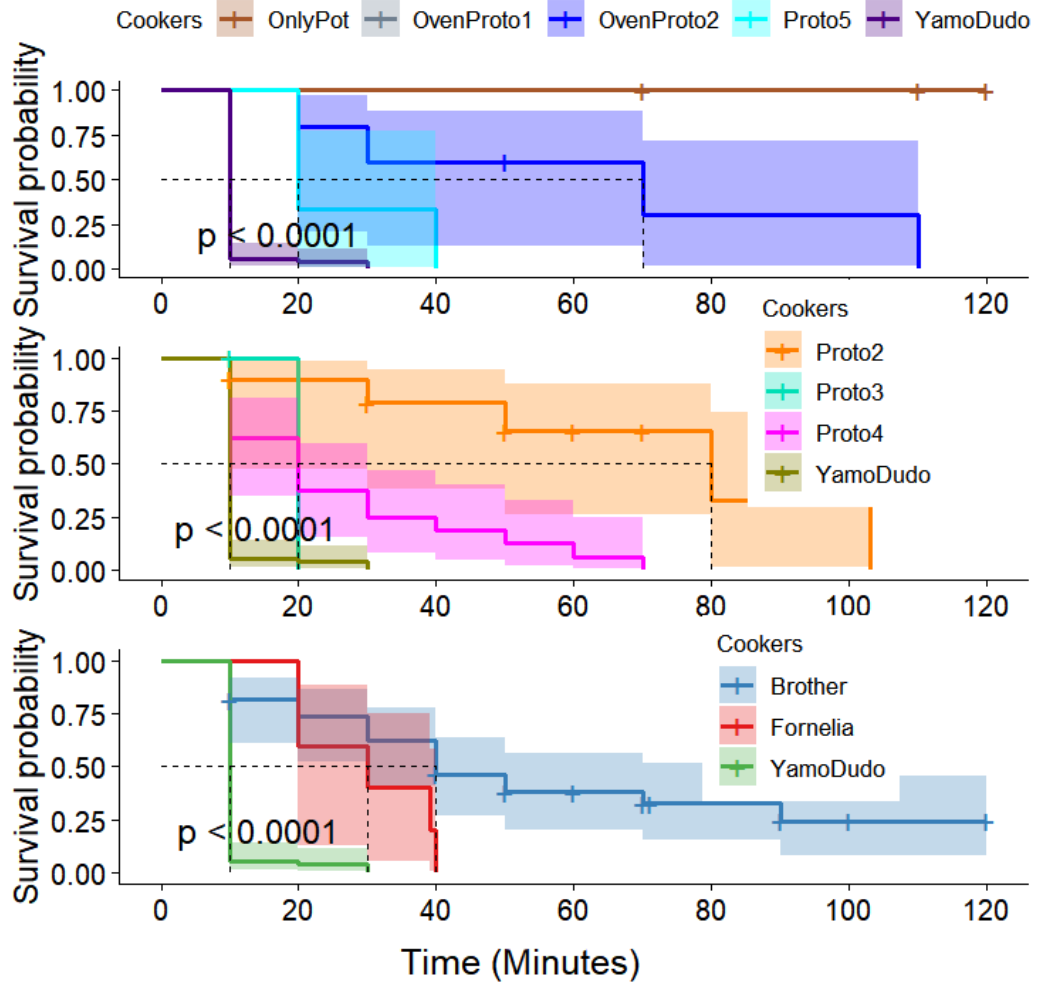 Cookers OnlyPot OvenProto1 OvenProto2 Proto5 YamoDudo
Survival probability
1.00
0.75
0.50
0.25
0.00
p < 0.0001
0 20 40 60 80 100 120
Survival probability
1.00
0.75
0.50
0.25
0.00
p < 0.0001
Cookers
Proto2
Proto3
Proto4
YamoDudo
0 20 40 60 80 100 120
Survival probability
1.00
0.75
0.50
0.25
0.00
p < 0.0001
Cookers
Brother
Fornelia
YamoDudo
0 20 40 60 80 100 120
Time (Minutes)